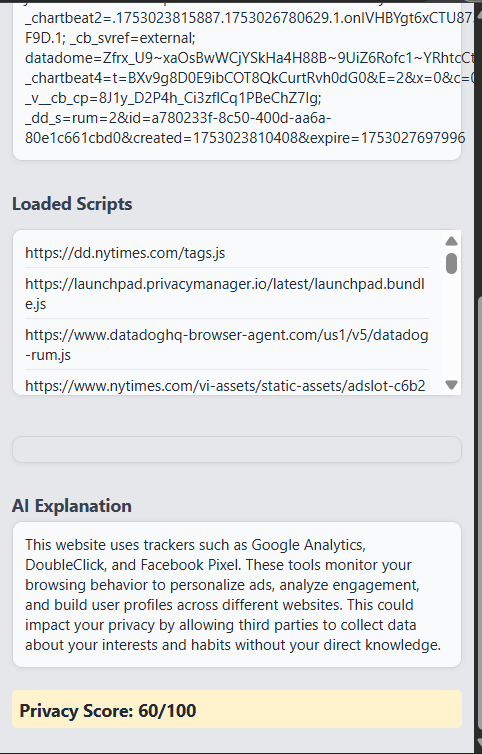 _chartbeat2=.1753023815887.1753026780629.1.onIVHBYgt6xCTU87
F9D.1; _cb_svref=external;
datadome=Zfrx_U9~xaOsBwWCjYSkHa4H88B~9UiZ6Rofc1~YRhtcCt
_chartbeat4=t=BXv9g8D0E9ibCOT8QkCurtRvh0dG0&E=2&x=0&c=0
_v__cb_cp=8J1y_D2P4h_Ci3zflCq1PBeChZ7Ig;
_dd_s=rum=2&id=a780233f-8c50-400d-aa6a-
80e1c661cbd0&created=1753023810408&expire=1753027697996
Loaded Scripts
https://dd.nytimes.com/tags.js
https://launchpad.privacymanager.io/latest/launchpad.bundl
e.js
https://www.datadoghq-browser-agent.com/us1/v5/datadog
-rum.js
https://www.nytimes.com/vi-assets/static-assets/adslot-c6b2
AI Explanation
This website uses trackers such as Google Analytics,
DoubleClick, and Facebook Pixel. These tools monitor your
browsing behavior to personalize ads, analyze engagement,
and build user profiles across different websites. This could
impact your privacy by allowing third parties to collect data
about your interests and habits without your direct knowledge.
Privacy Score: 60/100